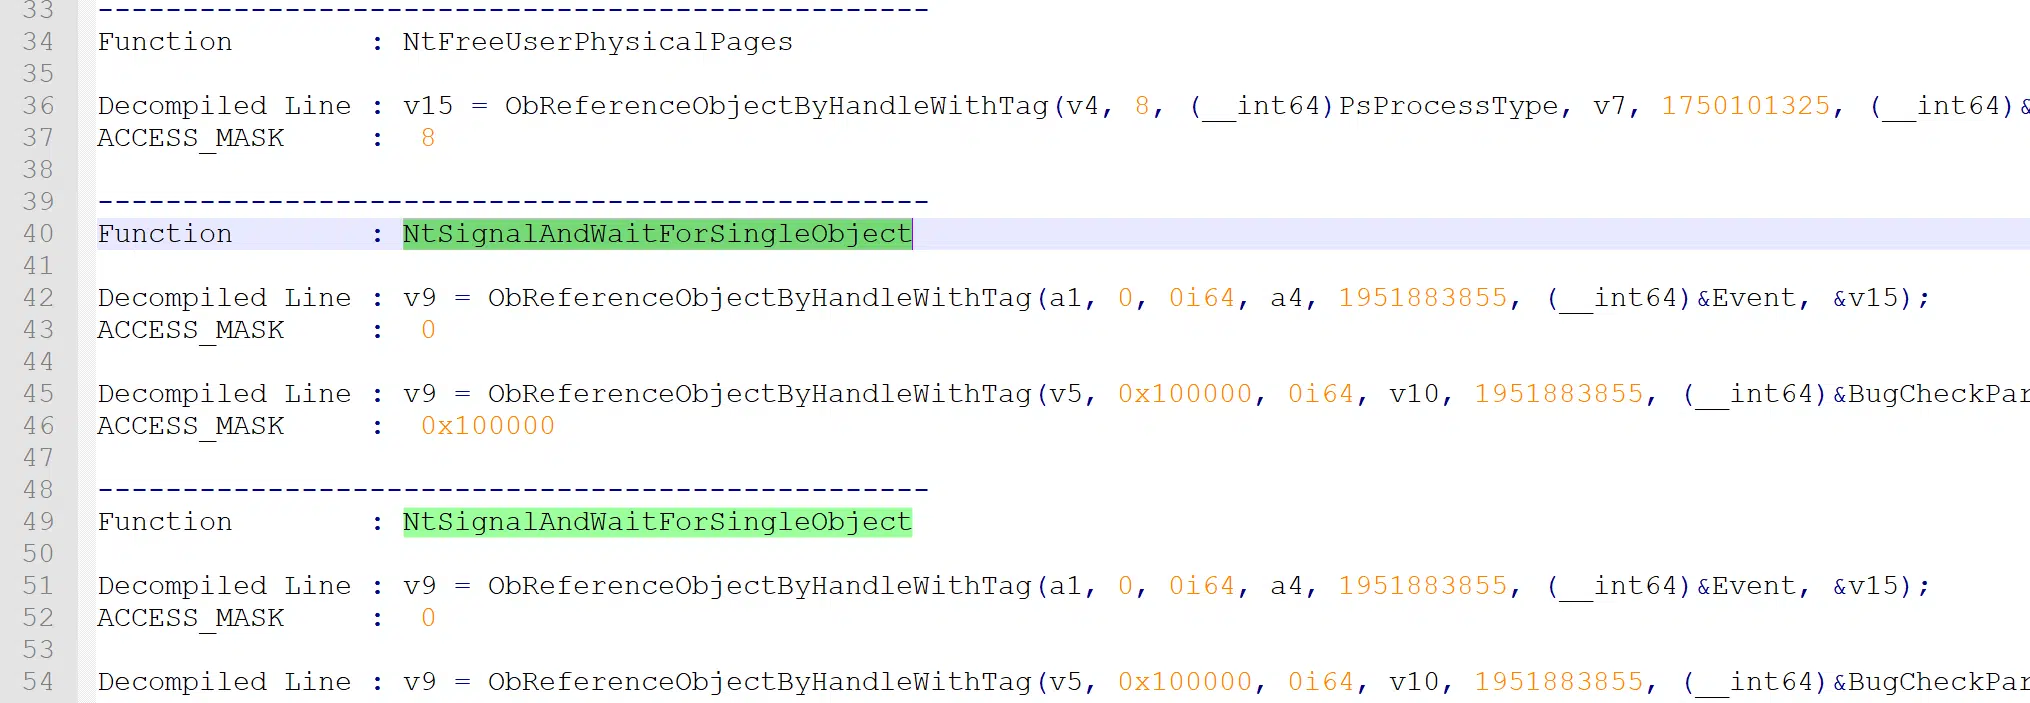 33 -------------------------------------------------
34 Function        : NtFreeUserPhysicalPages
35
36 Decompiled Line : v15 = ObReferenceObjectByHandleWithTag(v4, 8, (__int64)PsProcessType, v7, 1750101325, (__int64)&
37 ACCESS_MASK     :  8
38
39 -------------------------------------------------
40 Function        : NtSignalAndWaitForSingleObject
41
42 Decompiled Line : v9 = ObReferenceObjectByHandleWithTag(a1, 0, 0i64, a4, 1951883855, (__int64)&Event, &v15);
43 ACCESS_MASK     :  0
44
45 Decompiled Line : v9 = ObReferenceObjectByHandleWithTag(v5, 0x100000, 0i64, v10, 1951883855, (__int64)&BugCheckPar
46 ACCESS_MASK     :  0x100000
47
48 -------------------------------------------------
49 Function        : NtSignalAndWaitForSingleObject
50
51 Decompiled Line : v9 = ObReferenceObjectByHandleWithTag(a1, 0, 0i64, a4, 1951883855, (__int64)&Event, &v15);
52 ACCESS_MASK     :  0
53
54 Decompiled Line : v9 = ObReferenceObjectByHandleWithTag(v5, 0x100000, 0i64, v10, 1951883855, (__int64)&BugCheckPar